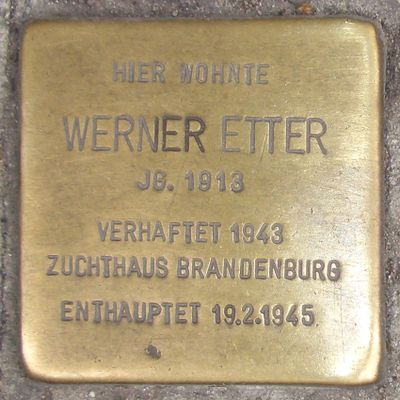 HIER WOHNTE
WERNER ETTER
JG. 1913
VERHAFTET 1943
ZUCHTHAUS BRANDENBURG
ENTHAUPTET 19.2.1945